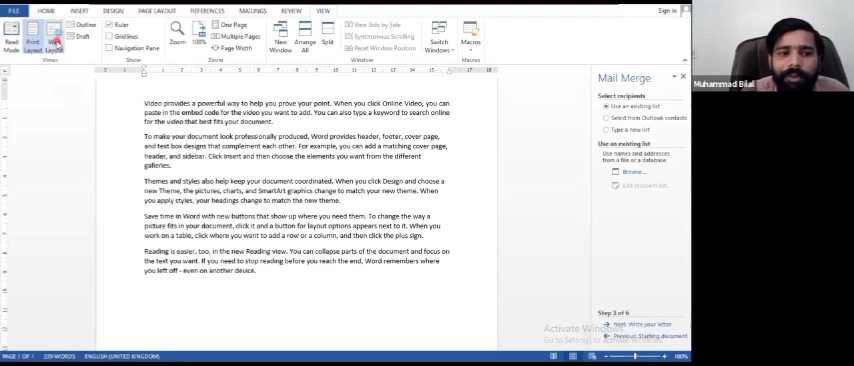 FILE HOME INSERT DESIGN PAGE LAYOUT REFERENCES MAILINGS REVIEW VIEW Sign in
Read Mode
Print Layout
Web Layout
Outline
Draft
Views
Ruler
Gridlines
Navigation Pane
Show
Zoom
100%
One Page
Multiple Pages
Page Width
Zoom
New Window
Arrange All
Split
View Side by Side
Synchronous Scrolling
Reset Window Position
Window
Switch Windows
Macros
Macros
Video provides a powerful way to help you prove your point. When you click Online Video, you can
paste in the embed code for the video you want to add. You can also type a keyword to search online
for the video that best fits your document.
To make your document look professionally produced, Word provides header, footer, cover page,
and text box designs that complement each other. For example, you can add a matching cover page,
header, and sidebar. Click Insert and then choose the elements you want from the different
galleries.
Themes and styles also help keep your document coordinated. When you click Design and choose a
new Theme, the pictures, charts, and SmartArt graphics change to match your new theme. When
you apply styles, your headings change to match the new theme.
Save time in Word with new buttons that show up where you need them. To change the way a
picture fits in your document, click it and a button for layout options appears next to it. When you
work on a table, click where you want to add a row or a column, and then click the plus sign.
Reading is easier, too, in the new Reading view. You can collapse parts of the document and focus on
the text you want. If you need to stop reading before you reach the end, Word remembers where
you left off - even on another device.
Mail Merge
Select recipients
Use an existing list
Select from Outlook contacts
Type a new list
Use an existing list
Use names and addresses
from a file or a database.
Browse...
Edit recipient list...
Step 3 of 6
Next: Write your letter
Previous: Starting document
Activate Windows
Go to Settings to activate Windows.
PAGE 1 OF 1 239 WORDS ENGLISH (UNITED KINGDOM) 100%
Muhammad Bilal